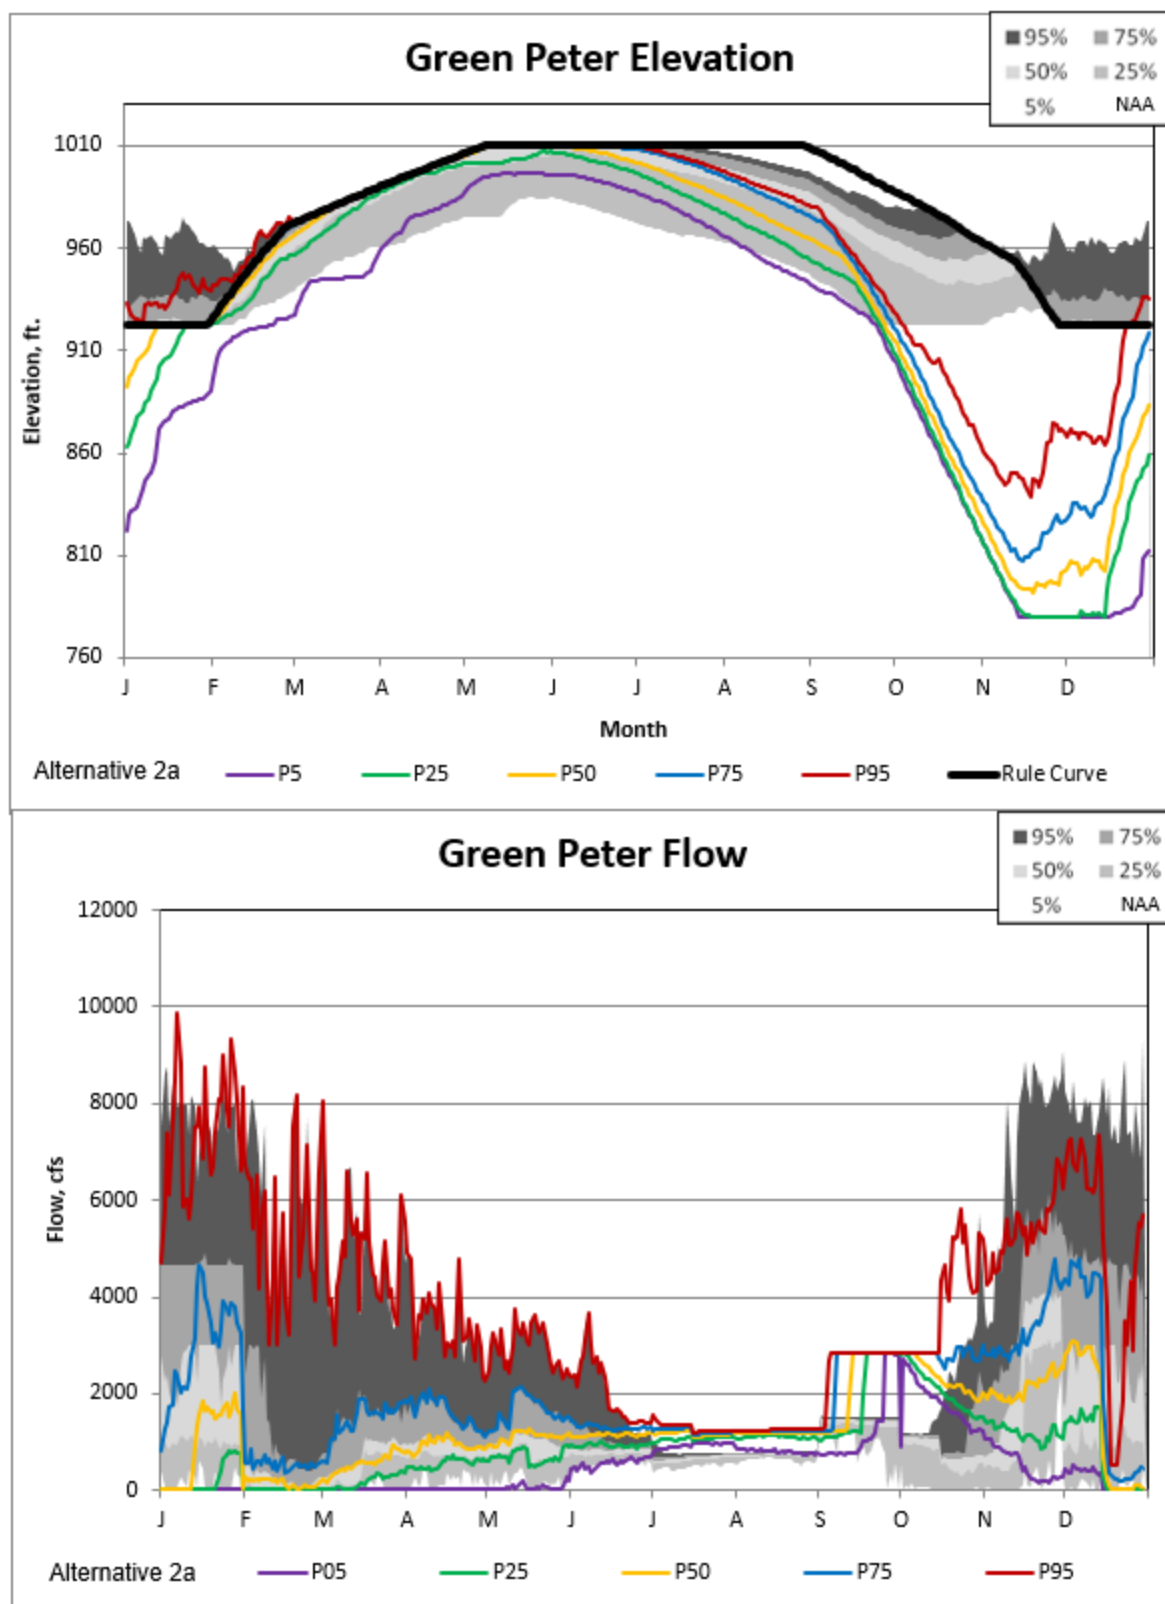 Green Peter Elevation
95% 75%
50% 25%
5% NAA
1010
960
910
860
810
760
Elevation, ft.
J F M A M J J A S O N D
Month
Alternative 2a P5 P25 P50 P75 P95 Rule Curve
Green Peter Flow
95% 75%
50% 25%
5% NAA
12000
10000
8000
6000
4000
2000
0
Flow, cfs
J F M A M J J A S O N D
Alternative 2a P05 P25 P50 P75 P95